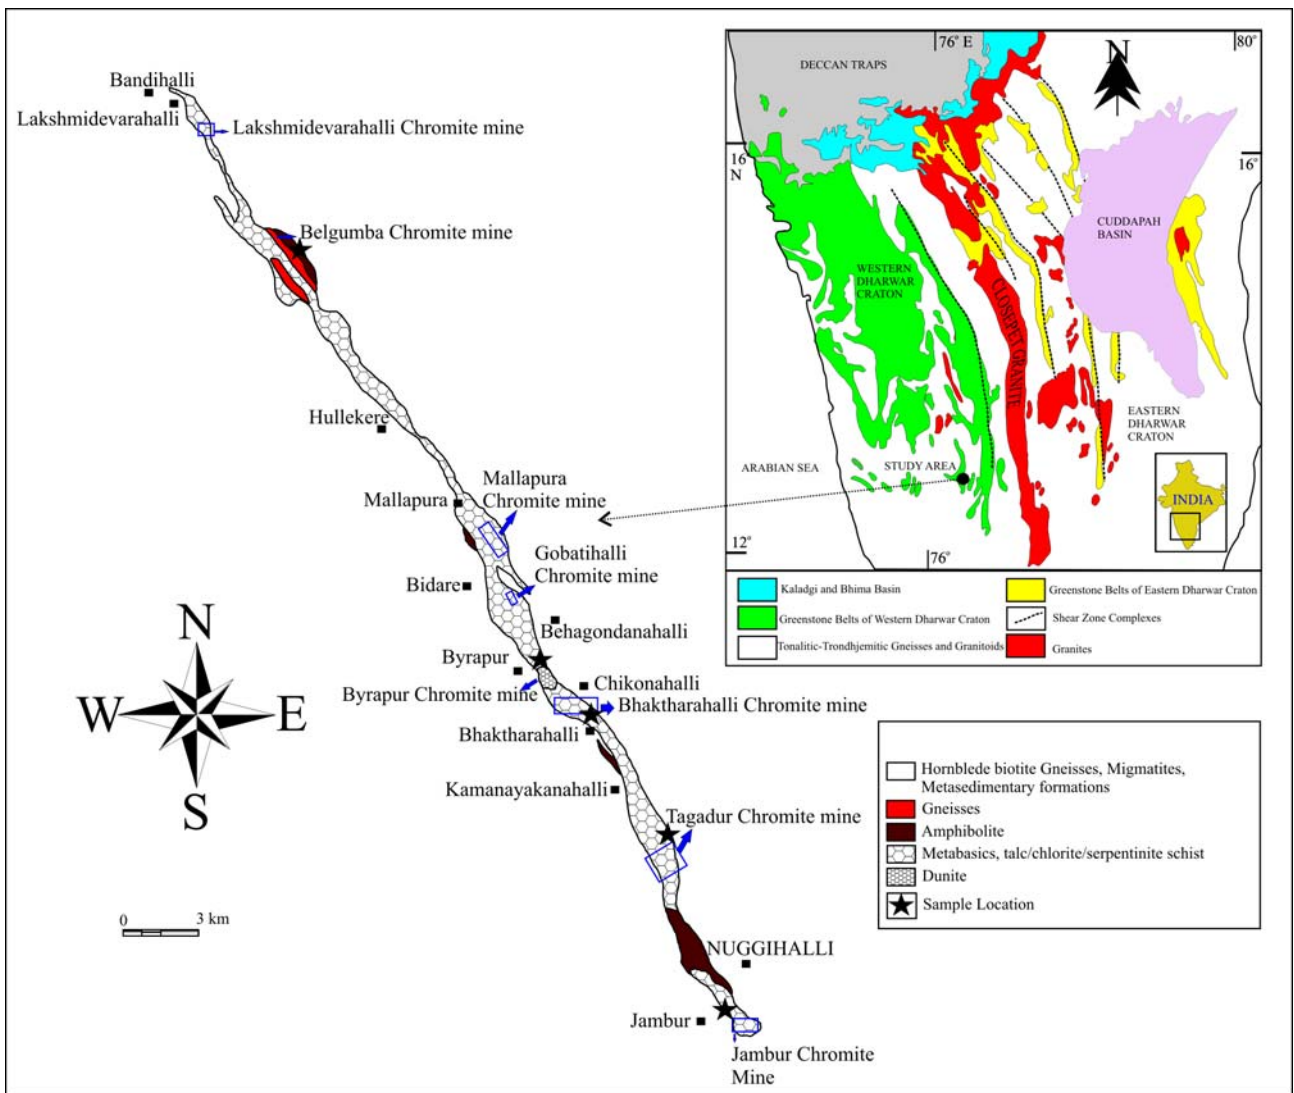 Bandihalli
Lakshmidevarahalli
Lakshmidevarahalli Chromite mine
Belgumba Chromite mine
Hullekere
Mallapura
Chromite mine
Mallapura
Gobatihalli
Chromite mine
Bidare
Behagondanahalli
Byrapur
Chikonahalli
Byrapur Chromite mine
Bhaktharahalli Chromite mine
Bhaktharahalli
Kamanayakanahalli
Tagadur Chromite mine
NUGGIHALLI
Jambur
Jambur Chromite
Mine
N
W
E
S
0
3 km
76° E
80°
N
DECCAN TRAPS
16°
N
16°
CUDDAPAH
BASIN
WESTERN
DHARWAR
CRATON
CLOSEPET GRANITE
EASTERN
DHARWAR
CRATON
ARABIAN SEA
STUDY AREA
INDIA
12°
76°
Kaladgi and Bhima Basin
Greenstone Belts of Western Dharwar Craton
Tonalitic-Trondhjemitic Gneisses and Granitoids
Greenstone Belts of Eastern Dharwar Craton
Shear Zone Complexes
Granites
Hornblede biotite Gneisses, Migmatites,
Metasedimentary formations
Gneisses
Amphibolite
Metabasics, talc/chlorite/serpentinite schist
Dunite
Sample Location